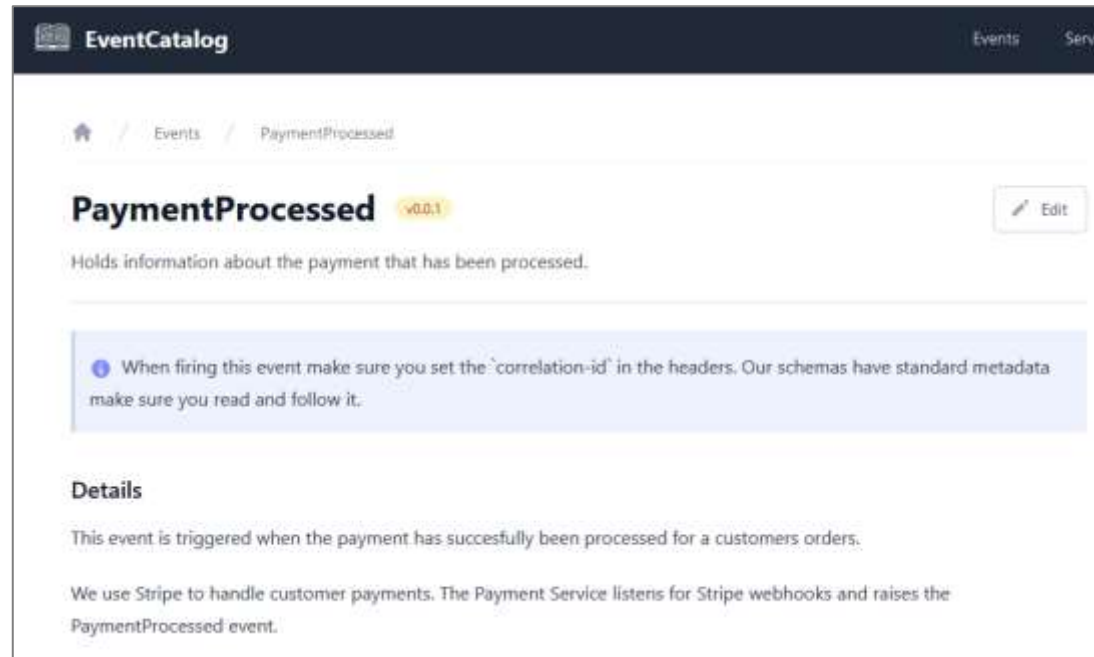 EventCatalog
Events Serv
Events / PaymentProcessed
PaymentProcessed v0.0.1
Edit
Holds information about the payment that has been processed.
When firing this event make sure you set the `correlation-id` in the headers. Our schemas have standard metadata
make sure you read and follow it.
Details
This event is triggered when the payment has succesfully been processed for a customers orders.
We use Stripe to handle customer payments. The Payment Service listens for Stripe webhooks and raises the
PaymentProcessed event.